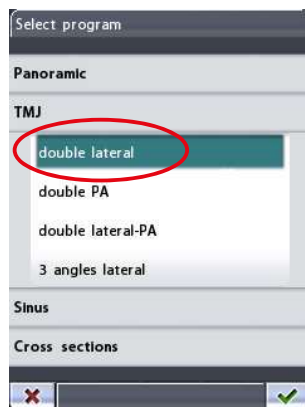 Select program
Panoramic
TMJ
double lateral
double PA
double lateral-PA
3 angles lateral
Sinus
Cross sections